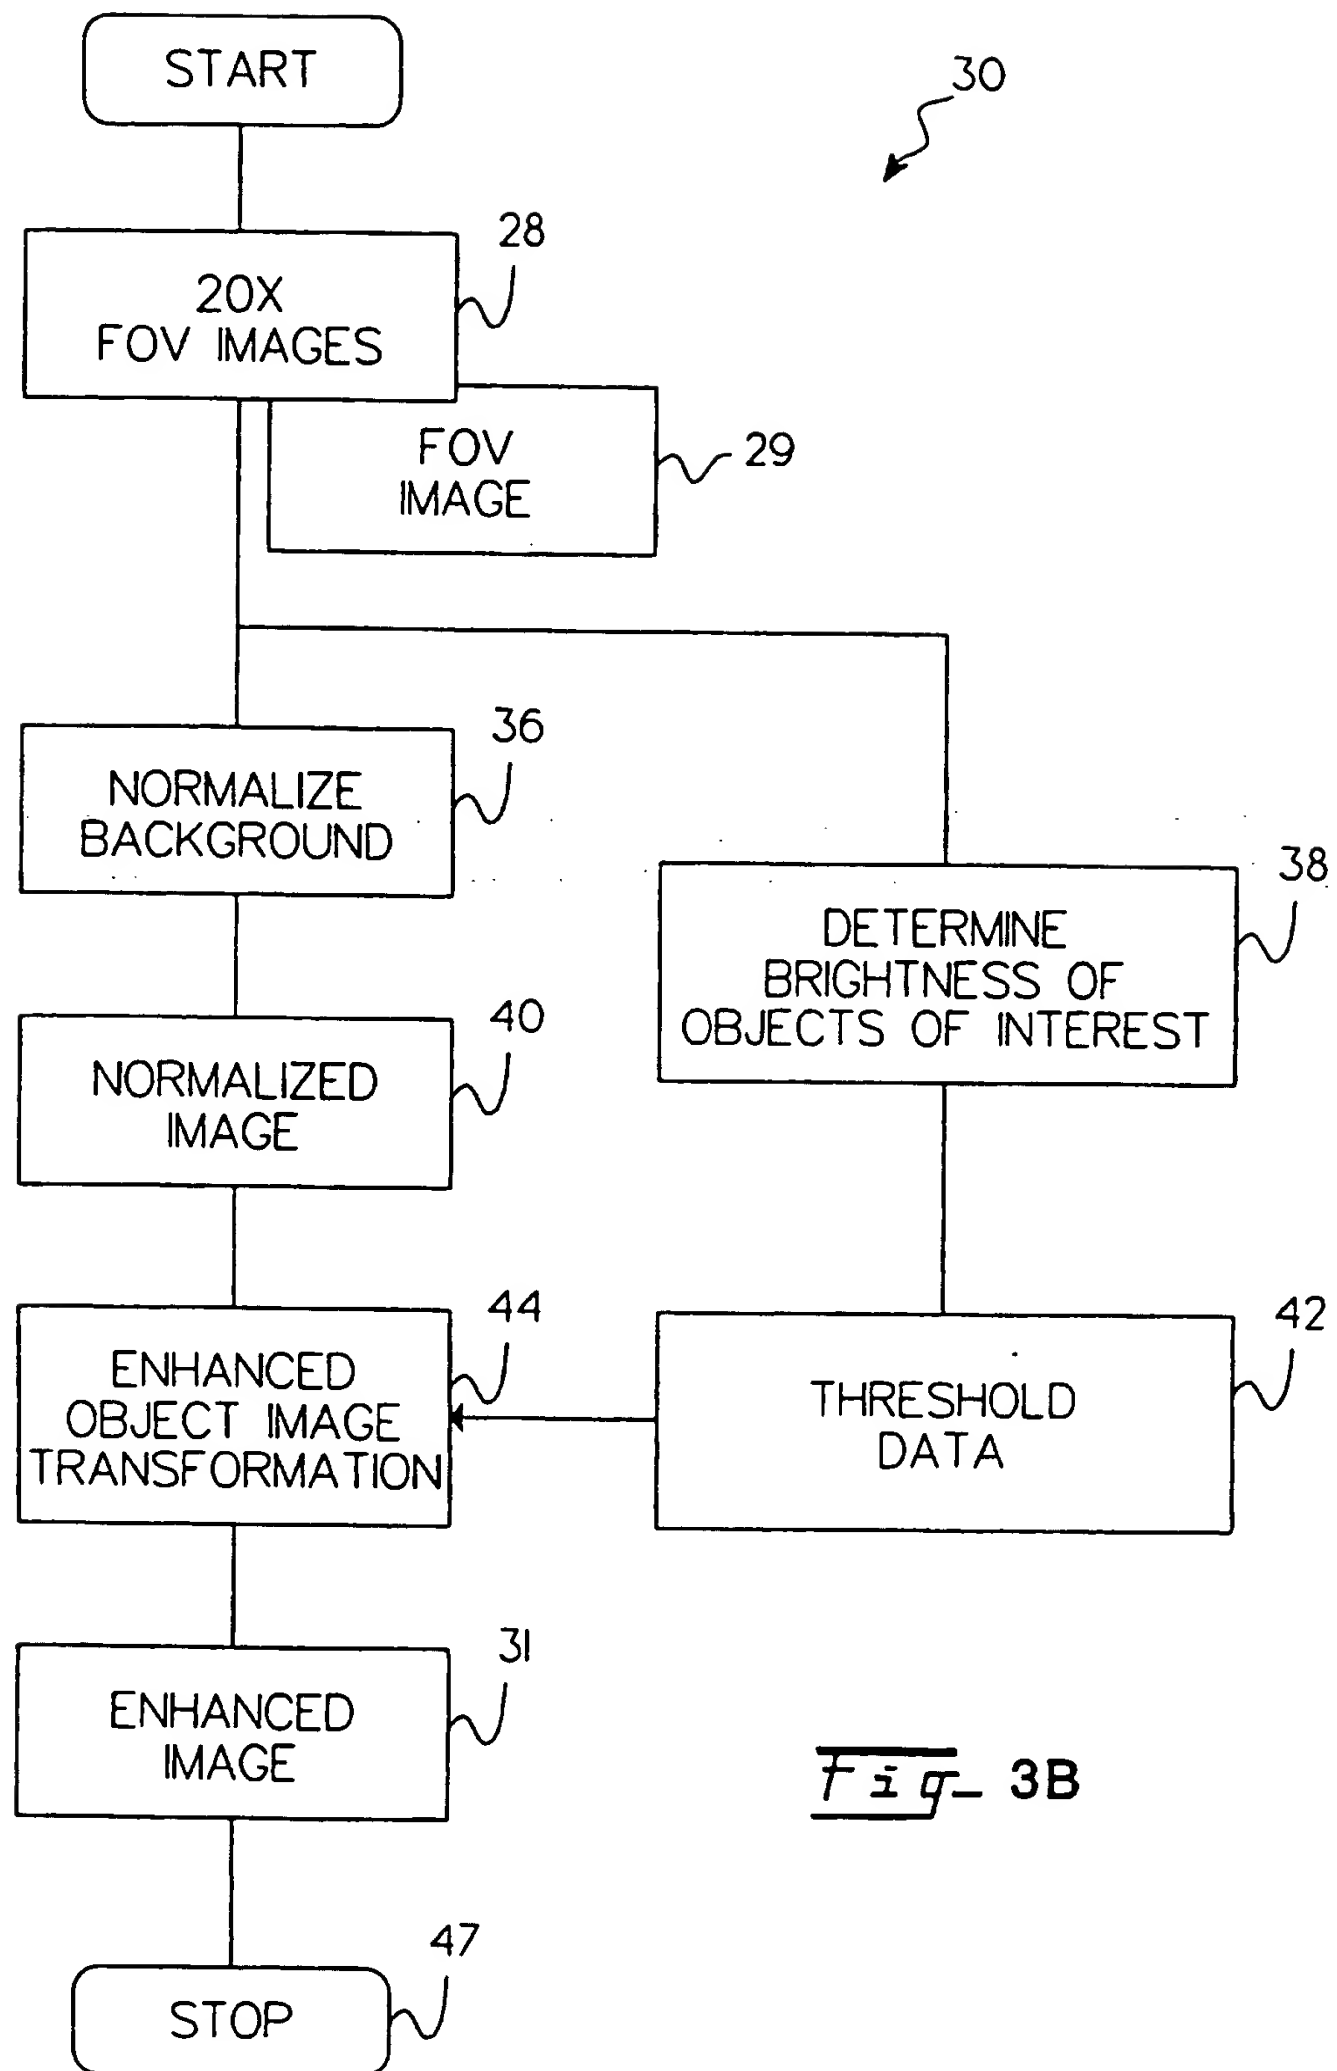 START
30
28
20X
FOV IMAGES
FOV
IMAGE
29
36
NORMALIZE
BACKGROUND
38
DETERMINE
BRIGHTNESS OF
OBJECTS OF INTEREST
40
NORMALIZED
IMAGE
44
ENHANCED
OBJECT IMAGE
TRANSFORMATION
42
THRESHOLD
DATA
31
ENHANCED
IMAGE
Fig_ 3B
47
STOP